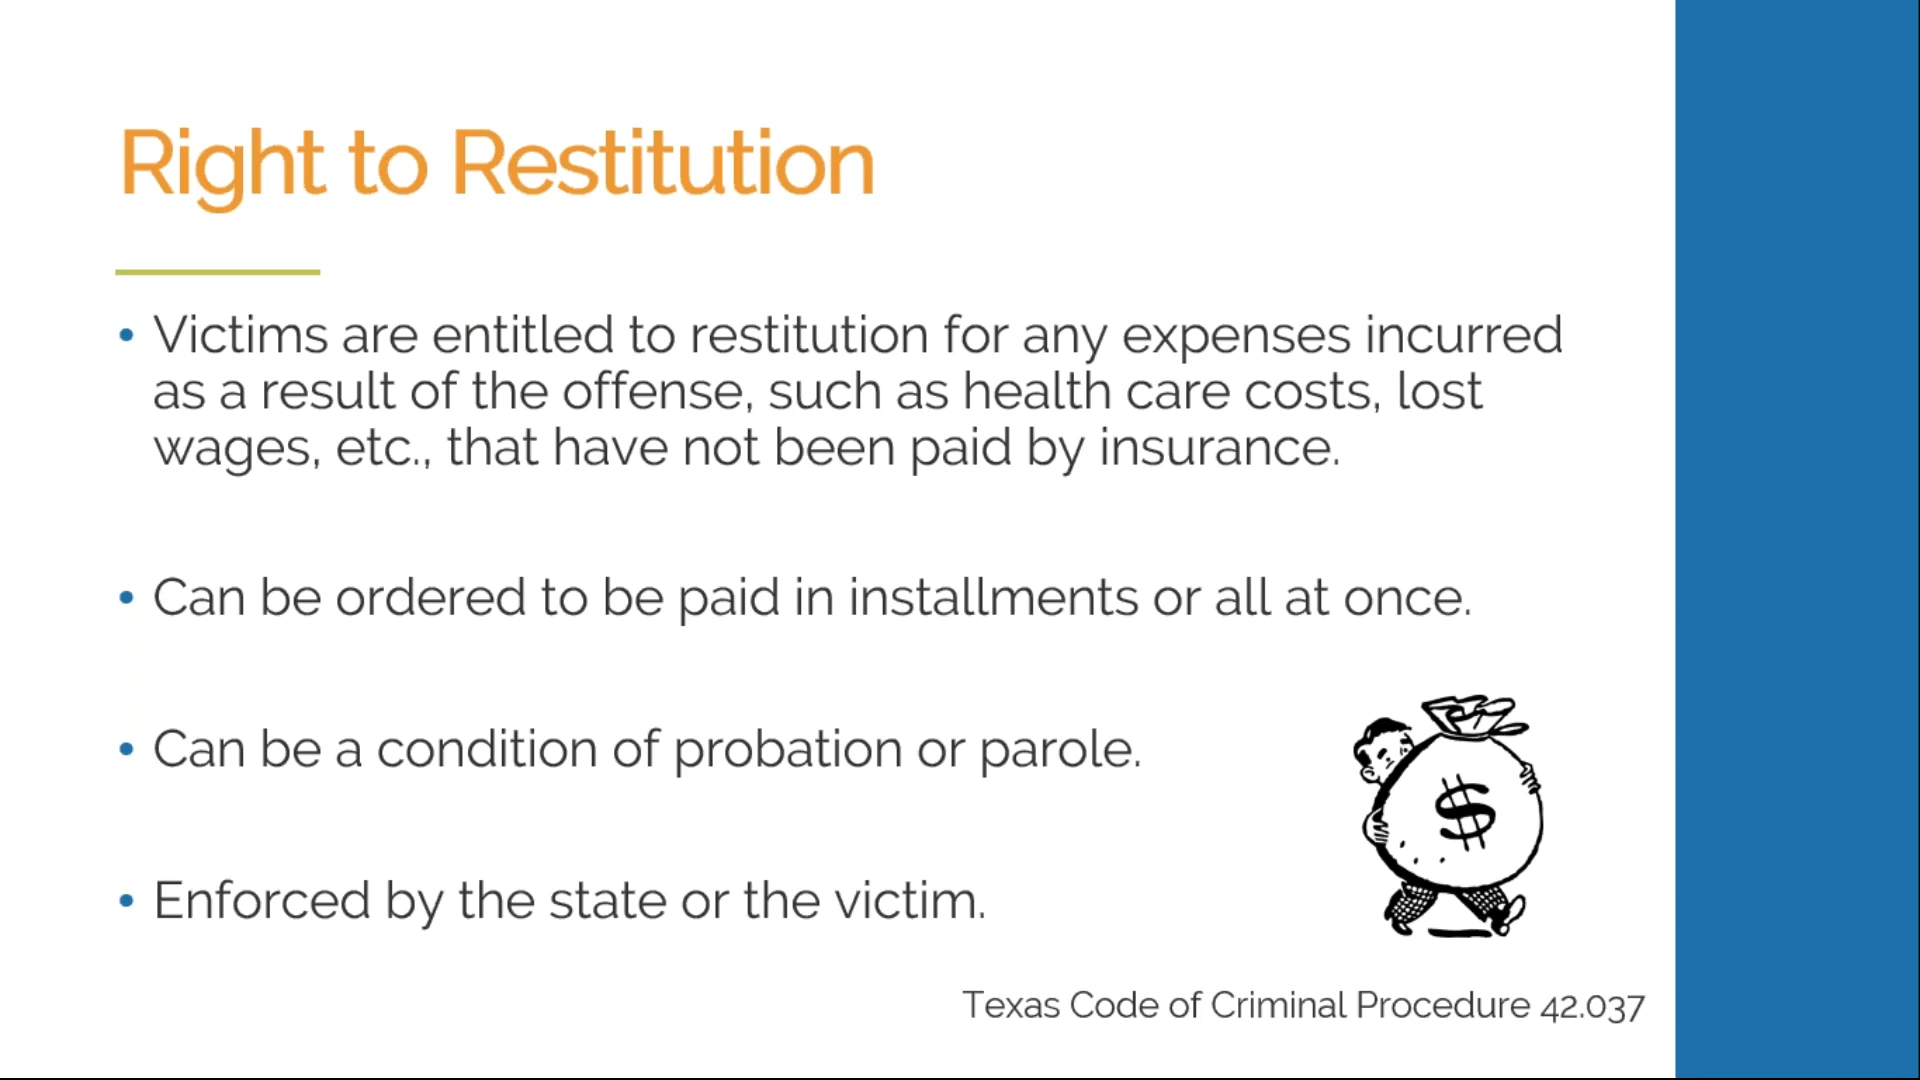 Right to Restitution
• Victims are entitled to restitution for any expenses incurred
as a result of the offense, such as health care costs, lost
wages, etc., that have not been paid by insurance.
• Can be ordered to be paid in installments or all at once.
• Can be a condition of probation or parole.
$
• Enforced by the state or the victim.
Texas Code of Criminal Procedure 42.037